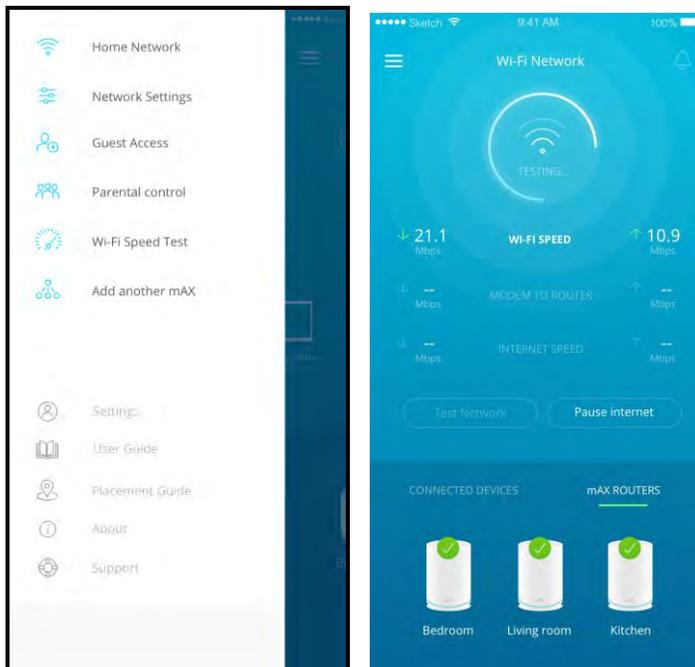 Home Network
Network Settings
Guest Access
Parental control
Wi-Fi Speed Test
Add another mAX
Settings
User Guide
Placement Guide
About
Support
Sketch 9:41 AM 100%
Wi-Fi Network
TESTING...
↓ 21.1 Mbps WI-FI SPEED ↑ 10.9 Mbps
↓ -- Mbps MODEM TO ROUTER ↑ -- Mbps
↓ -- Mbps INTERNET SPEED ↑ -- Mbps
Test Network Pause internet
CONNECTED DEVICES mAX ROUTERS
Bedroom Living room Kitchen